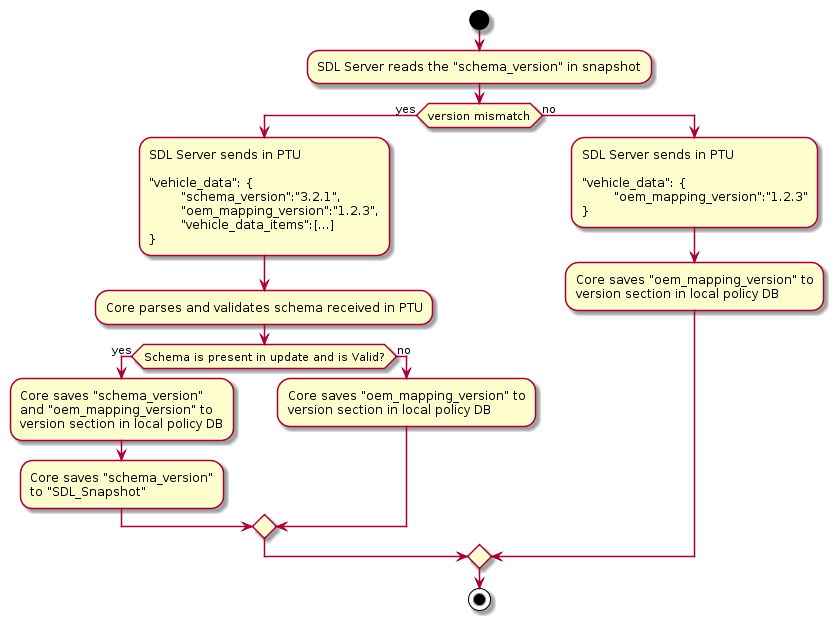 SDL Server reads the "schema_version" in snapshot
yes
version mismatch
no
SDL Server sends in PTU
"vehicle_data": {
"schema_version":"3.2.1",
"oem_mapping_version":"1.2.3",
"vehicle_data_items":[...]
}
SDL Server sends in PTU
"vehicle_data": {
"oem_mapping_version":"1.2.3"
}
Core parses and validates schema received in PTU
Core saves "oem_mapping_version" to
version section in local policy DB
yes
Schema is present in update and is Valid?
no
Core saves "schema_version"
and "oem_mapping_version" to
version section in local policy DB
Core saves "oem_mapping_version" to
version section in local policy DB
Core saves "schema_version"
to "SDL_Snapshot"